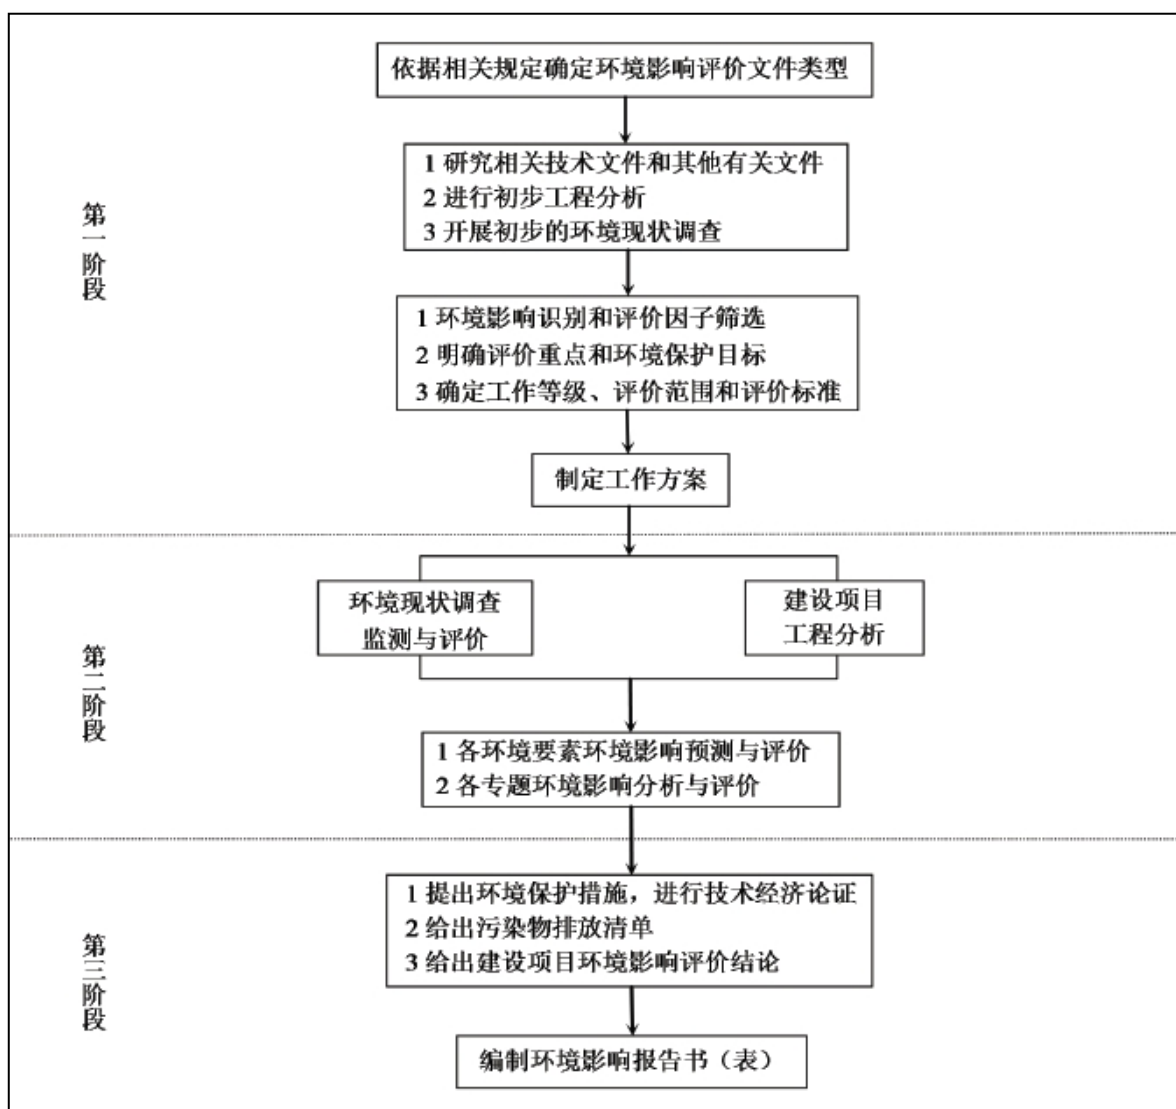 依据相关规定确定环境影响评价文件类型
1 研究相关技术文件和其他有关文件
2 进行初步工程分析
3 开展初步的环境现状调查
第一阶段
1 环境影响识别和评价因子筛选
2 明确评价重点和环境保护目标
3 确定工作等级、评价范围和评价标准
制定工作方案
环境现状调查
监测与评价
建设项目
工程分析
第二阶段
1 各环境要素环境影响预测与评价
2 各专题环境影响分析与评价
1 提出环境保护措施，进行技术经济论证
2 给出污染物排放清单
3 给出建设项目环境影响评价结论
第三阶段
编制环境影响报告书（表）